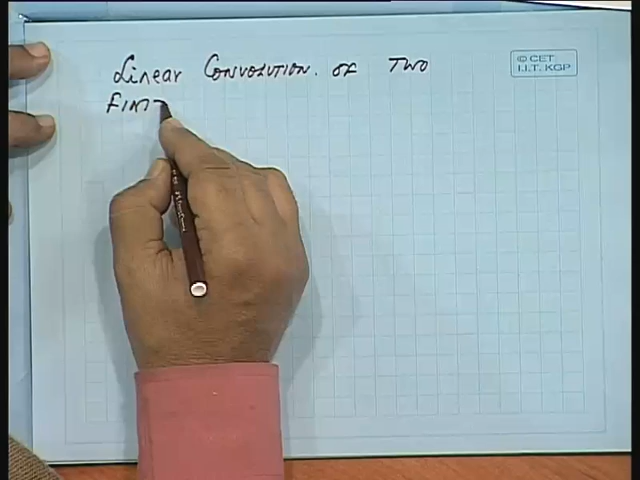 Linear Convolution. of Two
FINI
© CET
I.I.T. KGP